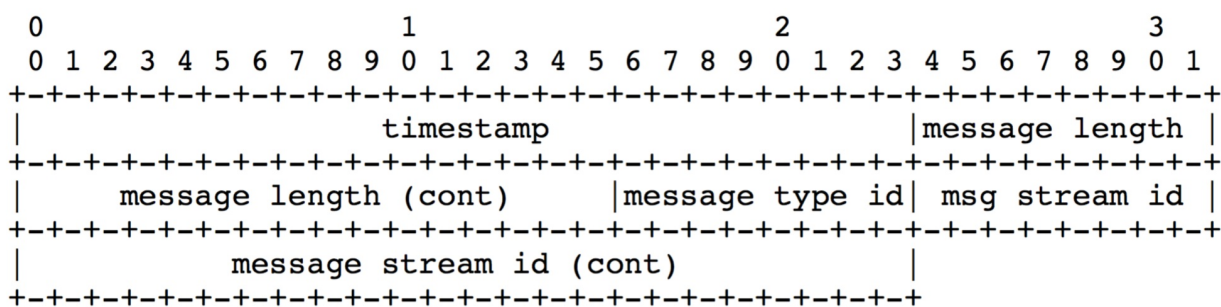 0                   1                   2                   3
 0 1 2 3 4 5 6 7 8 9 0 1 2 3 4 5 6 7 8 9 0 1 2 3 4 5 6 7 8 9 0 1
+-+-+-+-+-+-+-+-+-+-+-+-+-+-+-+-+-+-+-+-+-+-+-+-+-+-+-+-+-+-+-+-+
|                   timestamp                   |message length |
+-+-+-+-+-+-+-+-+-+-+-+-+-+-+-+-+-+-+-+-+-+-+-+-+-+-+-+-+-+-+-+-+
|     message length (cont)     |message type id| msg stream id |
+-+-+-+-+-+-+-+-+-+-+-+-+-+-+-+-+-+-+-+-+-+-+-+-+-+-+-+-+-+-+-+-+
|           message stream id (cont)            |
+-+-+-+-+-+-+-+-+-+-+-+-+-+-+-+-+-+-+-+-+-+-+-+-+